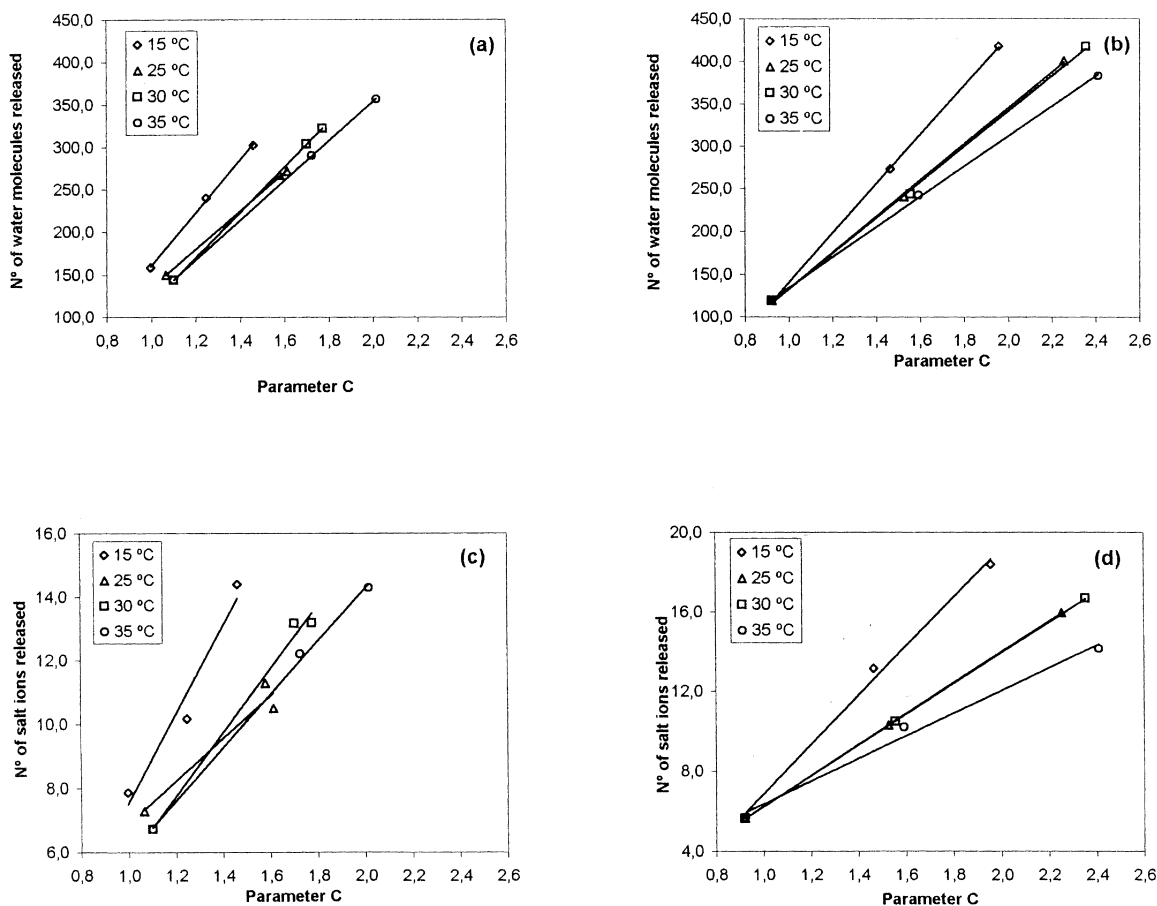 (a)
15 ºC
25 ºC
30 ºC
35 ºC
Nº of water molecules released
450,0
400,0
350,0
300,0
250,0
200,0
150,0
100,0
0,8 1,0 1,2 1,4 1,6 1,8 2,0 2,2 2,4 2,6
Parameter C
(b)
15 ºC
25 ºC
30 ºC
35 ºC
Nº of water molecules released
450,0
400,0
350,0
300,0
250,0
200,0
150,0
100,0
0,8 1,0 1,2 1,4 1,6 1,8 2,0 2,2 2,4 2,6
Parameter C
(c)
15 ºC
25 ºC
30 ºC
35 ºC
Nº of salt ions released
16,0
14,0
12,0
10,0
8,0
6,0
0,8 1,0 1,2 1,4 1,6 1,8 2,0 2,2 2,4 2,6
Parameter C
(d)
15 ºC
25 ºC
30 ºC
35 ºC
Nº of salt ions released
20,0
16,0
12,0
8,0
4,0
0,8 1,0 1,2 1,4 1,6 1,8 2,0 2,2 2,4 2,6
Parameter C